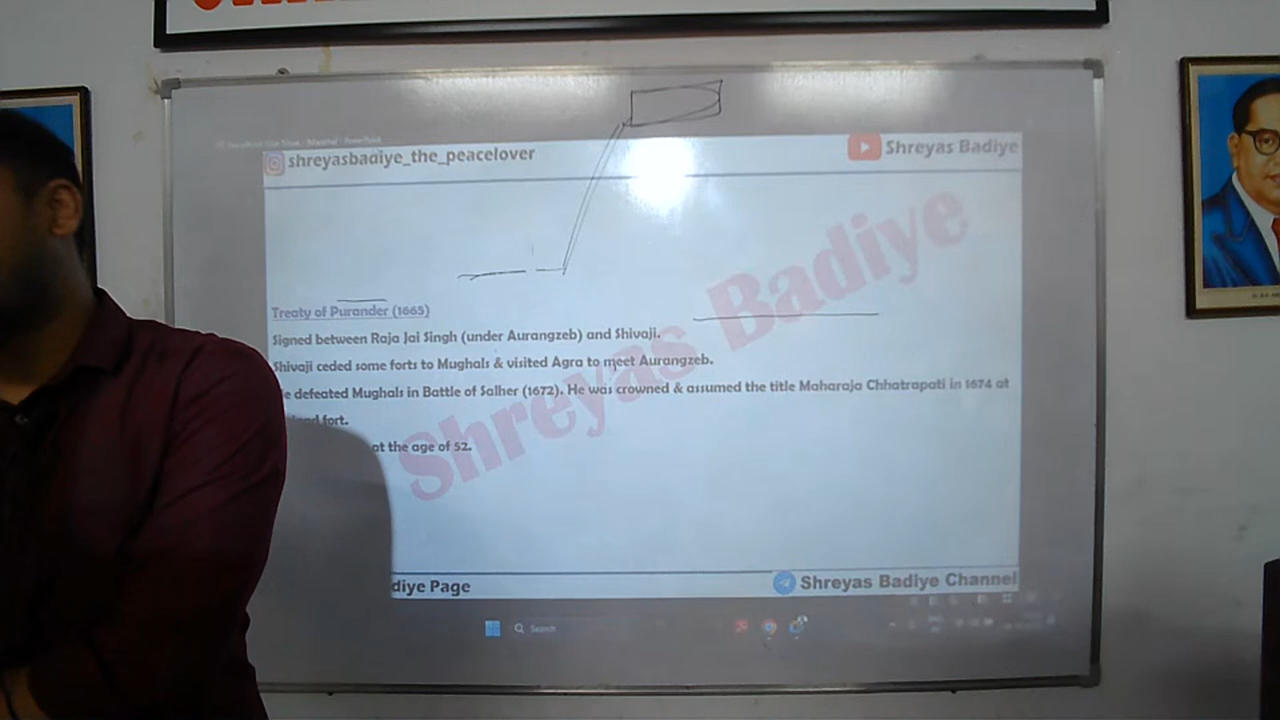 shreyasbadiye_the_peacelover
Shreyas Badiye
Treaty of Purander (1665)
Signed between Raja Jai Singh (under Aurangzeb) and Shivaji.
Shivaji ceded some forts to Mughals & visited Agra to meet Aurangzeb.
e defeated Mughals in Battle of Salher (1672). He was crowned & assumed the title Maharaja Chhatrapati in 1674 at
fort.
at the age of 52.
Shreyas Badiye
diye Page
Shreyas Badiye Channel
Search